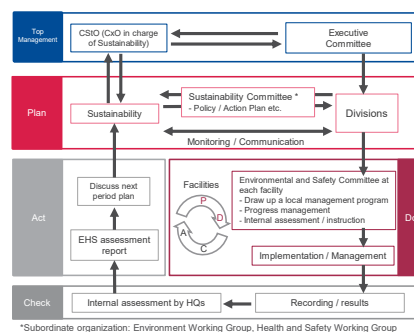 Top
Management
CStO (CxO in charge
of Sustainability)
Executive
Committee
Plan
Sustainability
Sustainability Committee *
- Policy / Action Plan etc.
Divisions
Monitoring / Communication
Act
Discuss next
period plan
EHS assessment
report
Facilities
P
D
C
A
Environmental and Safety Committee at
each facility
- Draw up a local management program
- Progress management
- Internal assessment / instruction
Implementation / Management
Do
Check
Internal assessment by HQs
Recording / results
*Subordinate organization: Environment Working Group, Health and Safety Working Group